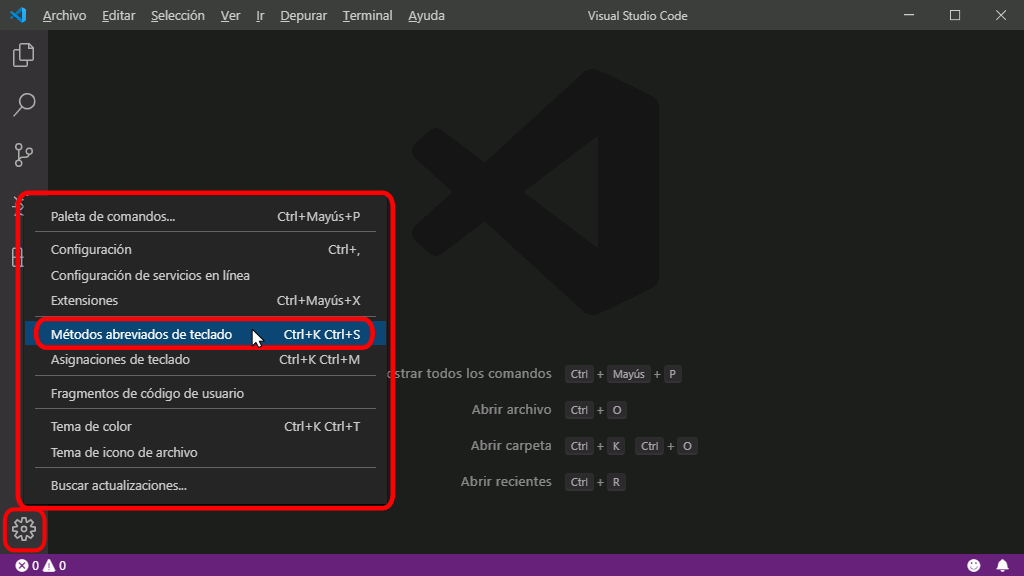 Archivo Editar Selección Ver Ir Depurar Terminal Ayuda Visual Studio Code
Paleta de comandos... Ctrl+Mayús+P
Configuración Ctrl+,
Configuración de servicios en línea
Extensiones Ctrl+Mayús+X
Métodos abreviados de teclado Ctrl+K Ctrl+S
Asignaciones de teclado Ctrl+K Ctrl+M
Fragmentos de código de usuario
Tema de color Ctrl+K Ctrl+T
Tema de icono de archivo
Buscar actualizaciones...
ostrar todos los comandos Ctrl + Mayús + P
Abrir archivo Ctrl + O
Abrir carpeta Ctrl + K Ctrl + O
Abrir recientes Ctrl + R
0 0